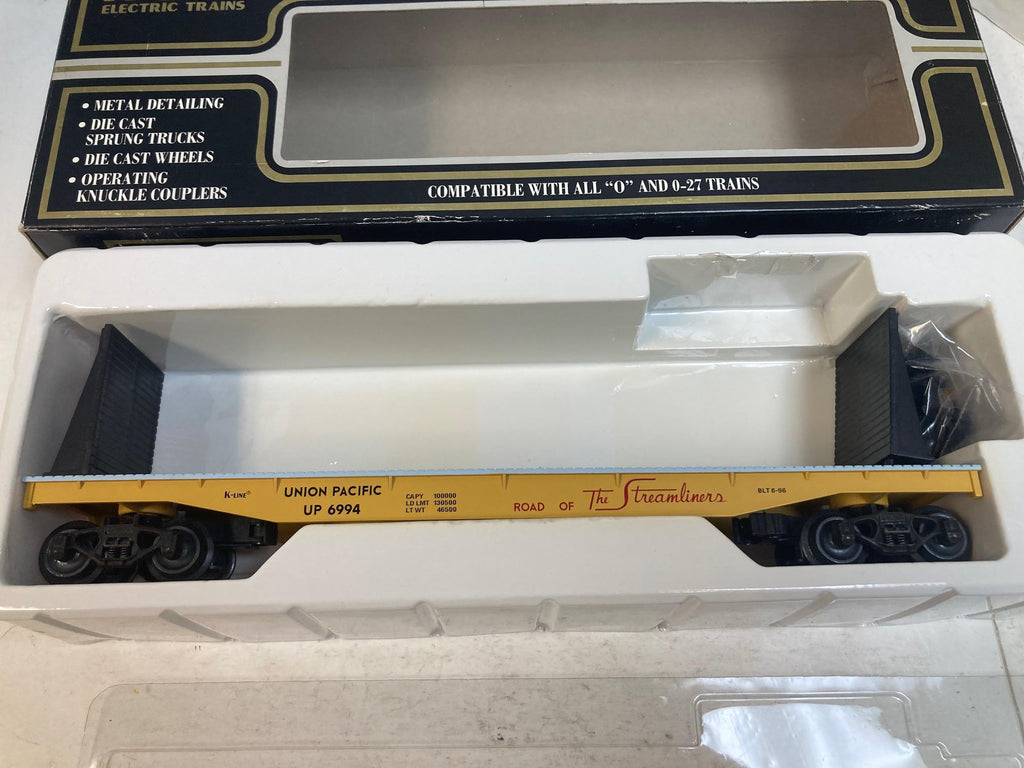 ELECTRIC TRAINS
• METAL DETAILING
• DIE CAST
SPRUNG TRUCKS
• DIE CAST WHEELS
• OPERATING
KNUCKLE COUPLERS
COMPATIBLE WITH ALL "O" AND 0-27 TRAINS
K-LINE®
UNION PACIFIC
UP 6994
CAPY 100000
LD LMT 130500
LT WT 46500
ROAD OF The Streamliners
BLT 6-96